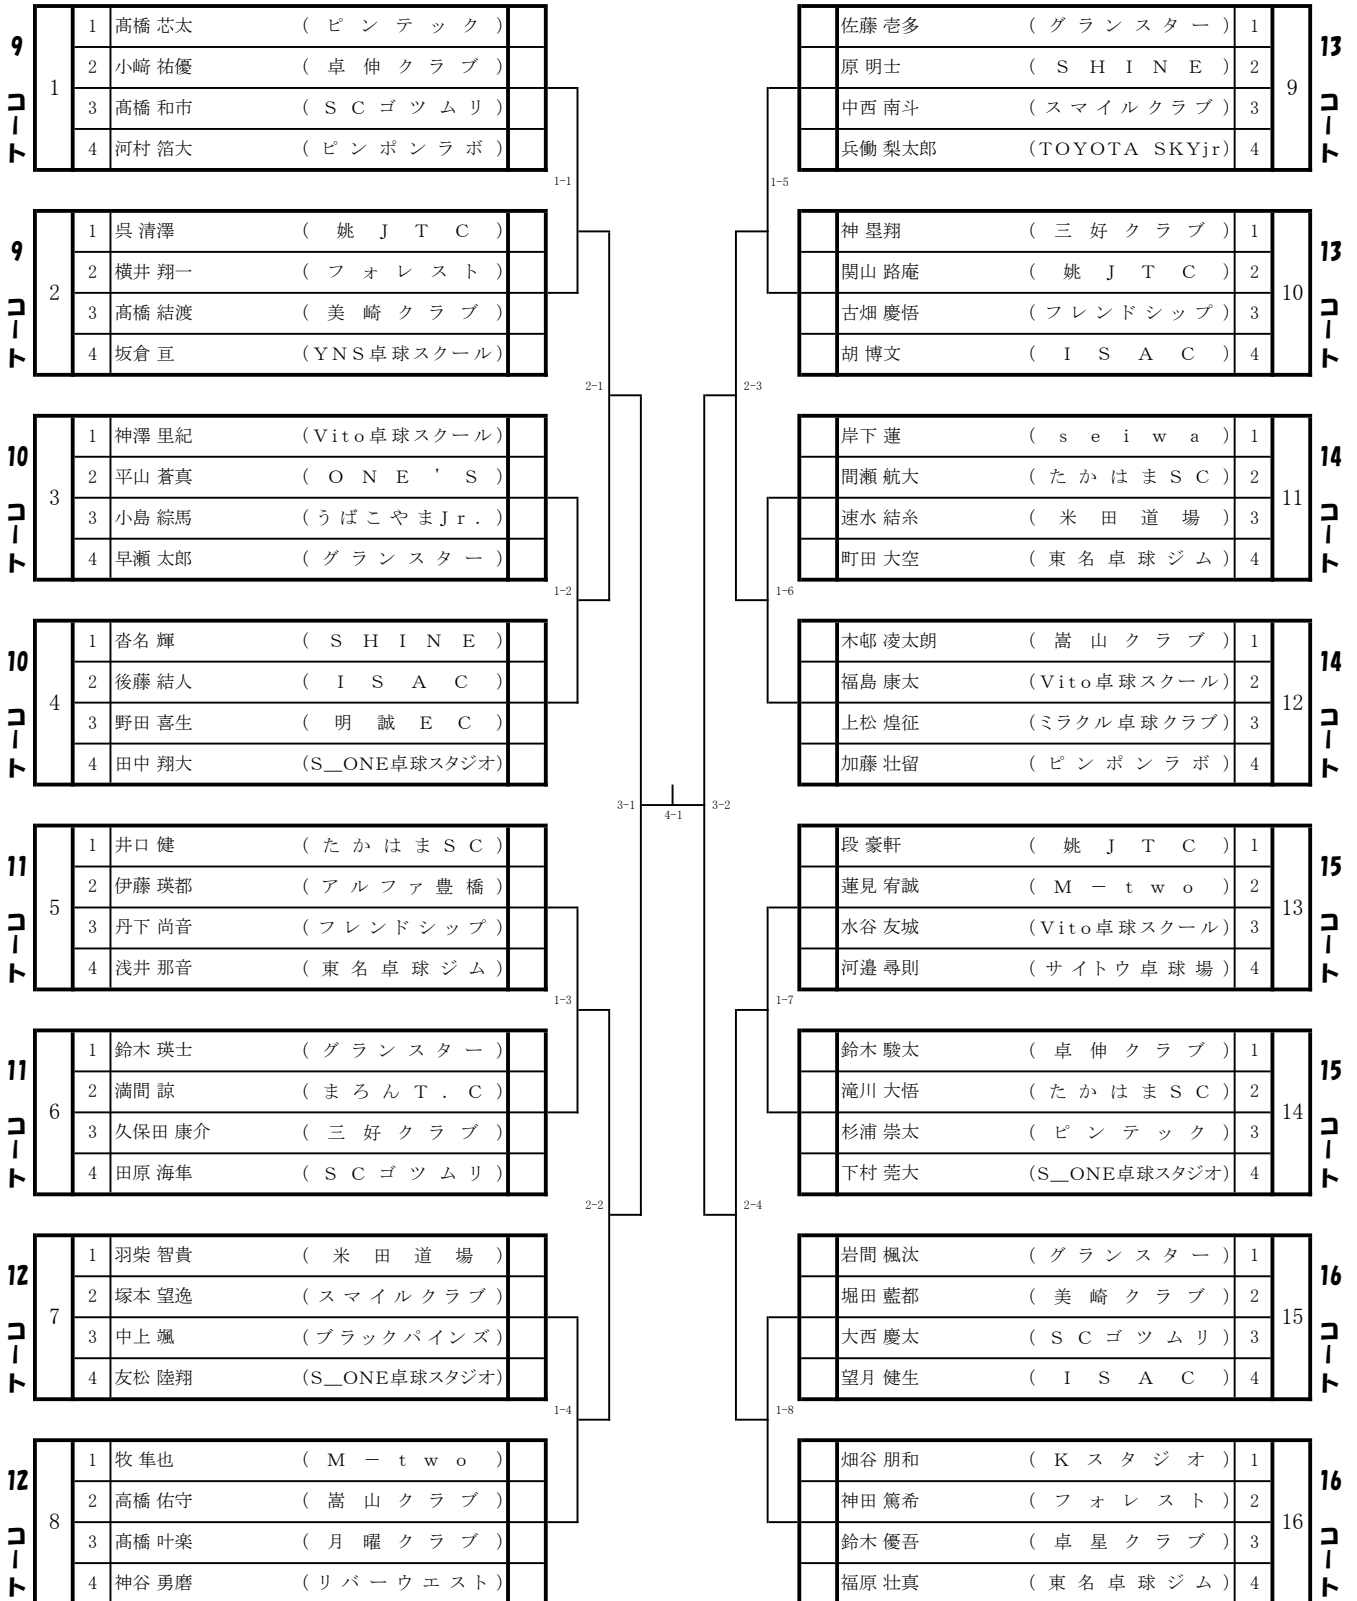 9 コート
1
1 髙橋 芯太 (ピンテック)
2 小﨑 祐優 (卓伸クラブ)
3 髙橋 和市 (SCゴツムリ)
4 河村 箔大 (ピンポンラボ)
1-1
9 コート
2
1 呉 清澤 (姚JTC)
2 横井 翔一 (フォレスト)
3 髙橋 結渡 (美崎クラブ)
4 坂倉 亘 (YNS卓球スクール)
2-1
10 コート
3
1 神澤 里紀 (Vito卓球スクール)
2 平山 蒼真 (ONE'S)
3 小島 綜馬 (うばこやまJr.)
4 早瀬 太郎 (グランスター)
1-2
10 コート
4
1 沓名 輝 (SHINE)
2 後藤 結人 (ISAC)
3 野田 喜生 (明誠EC)
4 田中 翔大 (S_ONE卓球スタジオ)
3-1
11 コート
5
1 井口 健 (たかはまSC)
2 伊藤 瑛都 (アルファ豊橋)
3 丹下 尚音 (フレンドシップ)
4 浅井 那音 (東名卓球ジム)
1-3
11 コート
6
1 鈴木 瑛士 (グランスター)
2 満間 諒 (まろんT.C)
3 久保田 康介 (三好クラブ)
4 田原 海隼 (SCゴツムリ)
2-2
12 コート
7
1 羽柴 智貴 (米田道場)
2 塚本 望逸 (スマイルクラブ)
3 中上 颯 (ブラックパインズ)
4 友松 陸翔 (S_ONE卓球スタジオ)
1-4
12 コート
8
1 牧 隼也 (M-two)
2 高橋 佑守 (嵩山クラブ)
3 髙橋 叶楽 (月曜クラブ)
4 神谷 勇磨 (リバーウエスト)
4-1
佐藤 壱多 (グランスター) 1
原 明士 (SHINE) 2
中西 南斗 (スマイルクラブ) 3
兵働 梨太郎 (TOYOTA SKYjr) 4
9
13 コート
1-5
神 塁翔 (三好クラブ) 1
関山 路庵 (姚JTC) 2
古畑 慶悟 (フレンドシップ) 3
胡 博文 (ISAC) 4
10
13 コート
2-3
岸下 蓮 (seiwa) 1
間瀬 航大 (たかはまSC) 2
速水 結糸 (米田道場) 3
町田 大空 (東名卓球ジム) 4
11
14 コート
1-6
木邨 凌太朗 (嵩山クラブ) 1
福島 康太 (Vito卓球スクール) 2
上松 煌征 (ミラクル卓球クラブ) 3
加藤 壮留 (ピンポンラボ) 4
12
14 コート
3-2
段 豪軒 (姚JTC) 1
蓮見 宥誠 (M-two) 2
水谷 友城 (Vito卓球スクール) 3
河邉 尋則 (サイトウ卓球場) 4
13
15 コート
1-7
鈴木 駿太 (卓伸クラブ) 1
滝川 大悟 (たかはまSC) 2
杉浦 崇太 (ピンテック) 3
下村 莞大 (S_ONE卓球スタジオ) 4
14
15 コート
2-4
岩間 楓汰 (グランスター) 1
堀田 藍都 (美崎クラブ) 2
大西 慶太 (SCゴツムリ) 3
望月 健生 (ISAC) 4
15
16 コート
1-8
畑谷 朋和 (Kスタジオ) 1
神田 篤希 (フォレスト) 2
鈴木 優吾 (卓星クラブ) 3
福原 壮真 (東名卓球ジム) 4
16
16 コート